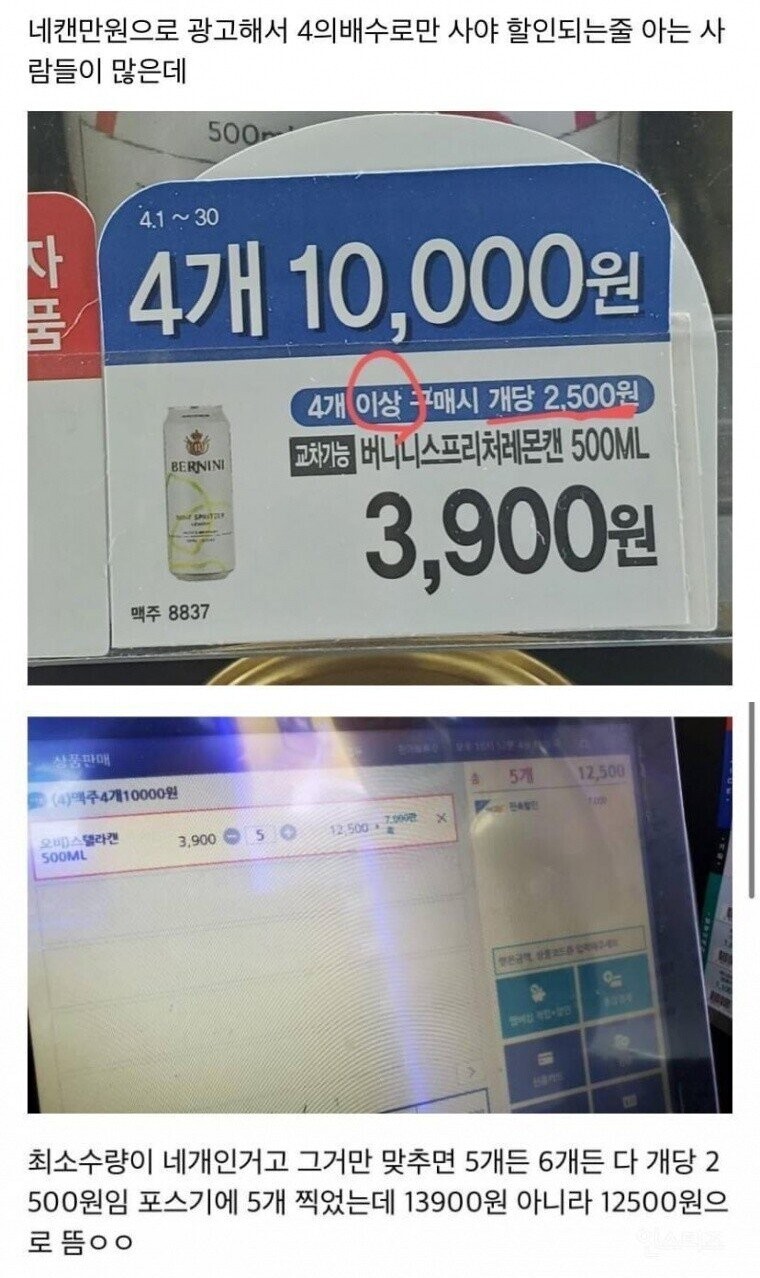 네캔만원으로 광고해서 4의배수로만 사야 할인되는줄 아는 사
람들이 많은데
자
품
4.1 ~ 30
4개 10,000원
4개 이상 구매시 개당 2,500원
교차가능 버니니스프리처레몬캔 500ML
BERNINI
3,900원
맥주 8837
상품판매
(4)맥주4개10000원
5개 12,500
3,900 5 12,500
500ML
최소수량이 네개인거고 그거만 맞추면 5개든 6개든 다 개당 2
500원임 포스기에 5개 찍었는데 13900원 아니라 12500원으
로 뜸ㅇㅇ
인스티즈